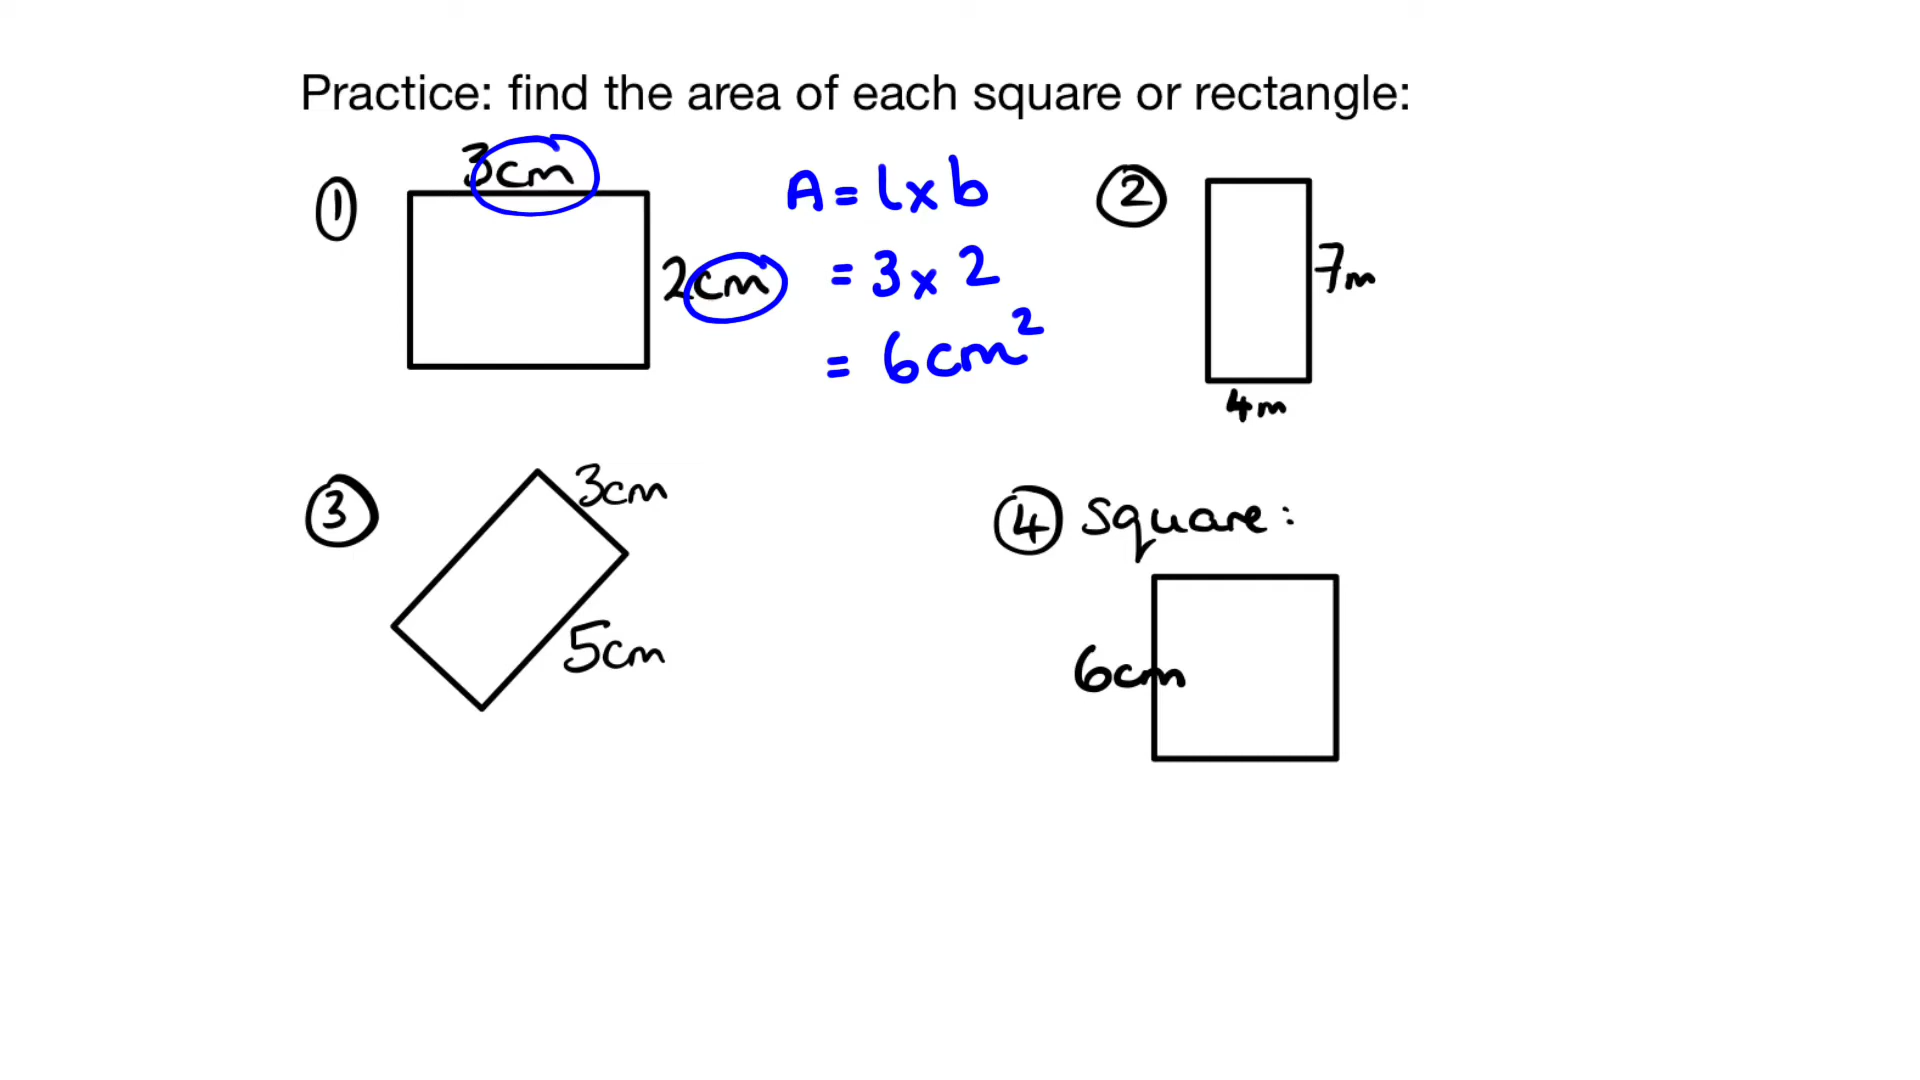 Practice: find the area of each square or rectangle:
① 3cm
2cm
A = l x b
= 3 x 2
= 6cm²
② 7m
4m
③ 3cm
5cm
④ square:
6cm